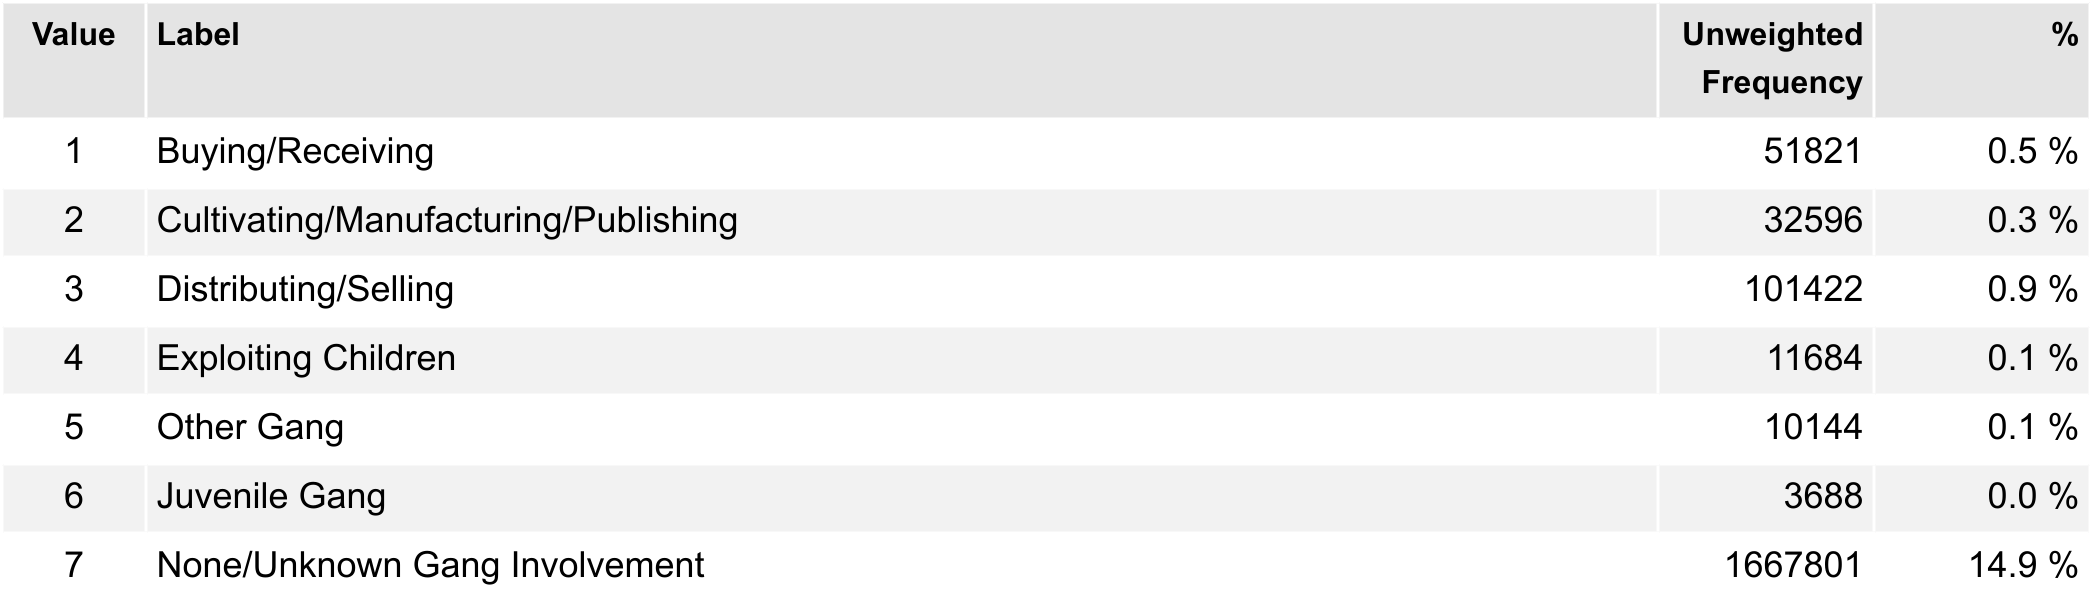 Value Label Unweighted Frequency %
1 Buying/Receiving 51821 0.5 %
2 Cultivating/Manufacturing/Publishing 32596 0.3 %
3 Distributing/Selling 101422 0.9 %
4 Exploiting Children 11684 0.1 %
5 Other Gang 10144 0.1 %
6 Juvenile Gang 3688 0.0 %
7 None/Unknown Gang Involvement 1667801 14.9 %